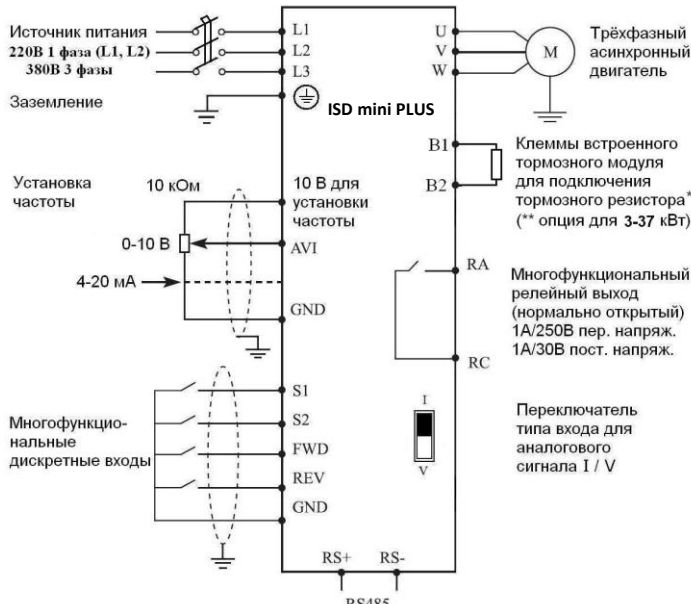 Источник питания
220В 1 фаза (L1, L2)
380В 3 фазы
Заземление
L1
L2
L3
ISD mini PLUS
U
V
W
M
Трёхфазный
асинхронный
двигатель
B1
B2
Клеммы встроенного
тормозного модуля
для подключения
тормозного резистора*
(** опция для 3-37 кВт)
Установка
частоты
10 кОм
0-10 В
4-20 мА
10 В для
установки
частоты
AVI
GND
RA
RC
Многофункциональный
релейный выход
(нормально открытый)
1А/250В пер. напряж.
1А/30В пост. напряж.
Многофункцио-
нальные
дискретные входы
S1
S2
FWD
REV
GND
I
V
Переключатель
типа входа для
аналогового
сигнала I / V
RS+ RS-
RS485